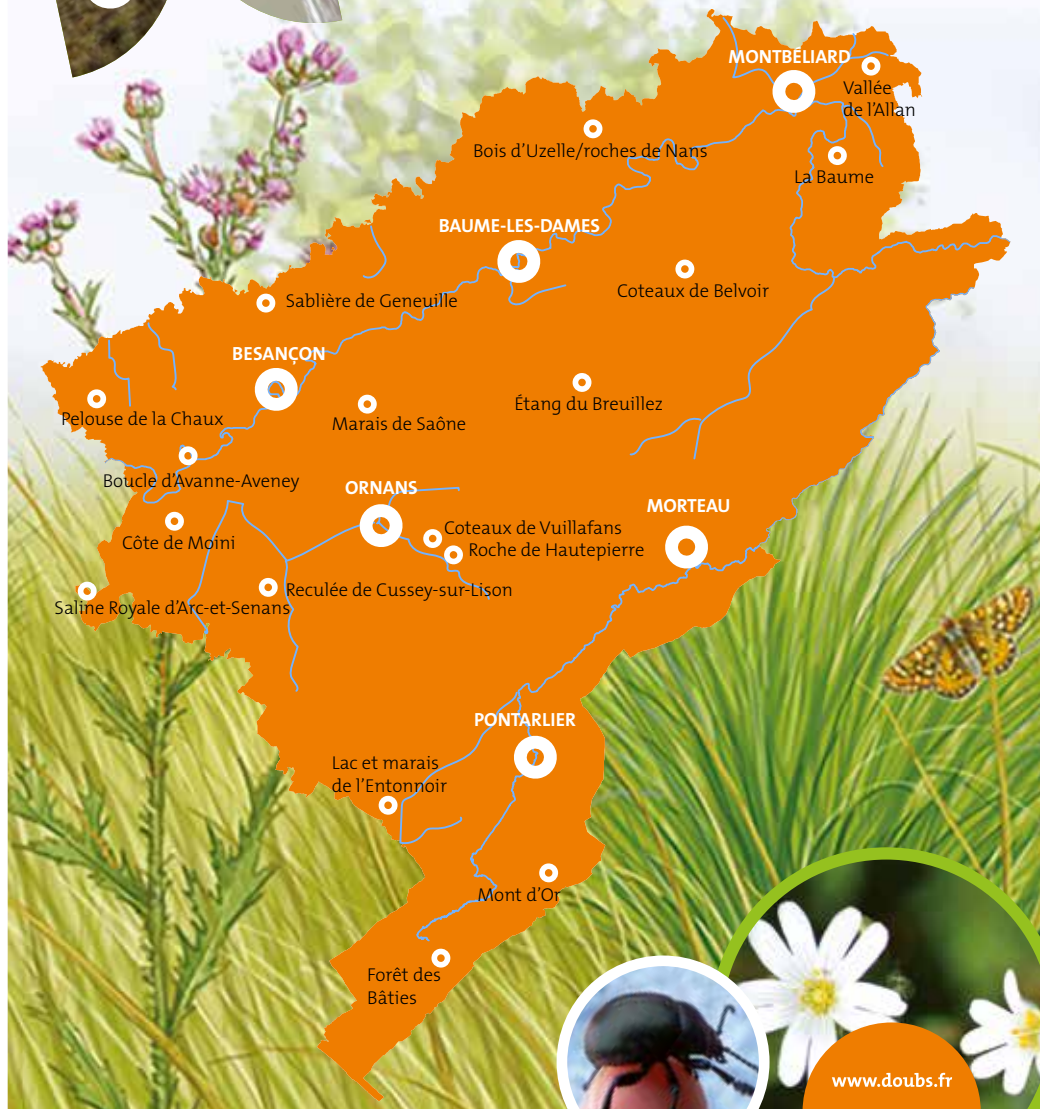 MONTBÉLIARD
Vallée
de l'Allan
Bois d'Uzelle/roches de Nans
La Baume
BAUME-LES-DAMES
Coteaux de Belvoir
Sablière de Geneuille
BESANÇON
Étang du Breuillez
Pelouse de la Chaux
Marais de Saône
Boucle d'Avanne-Aveney
ORNANS
MORTEAU
Coteaux de Vuillafans
Côte de Moini
Roche de Hautepierre
Reculée de Cussey-sur-Lison
Saline Royale d'Arc-et-Senans
PONTARLIER
Lac et marais
de l'Entonnoir
Mont d'Or
Forêt des
Bâties
www.doubs.fr